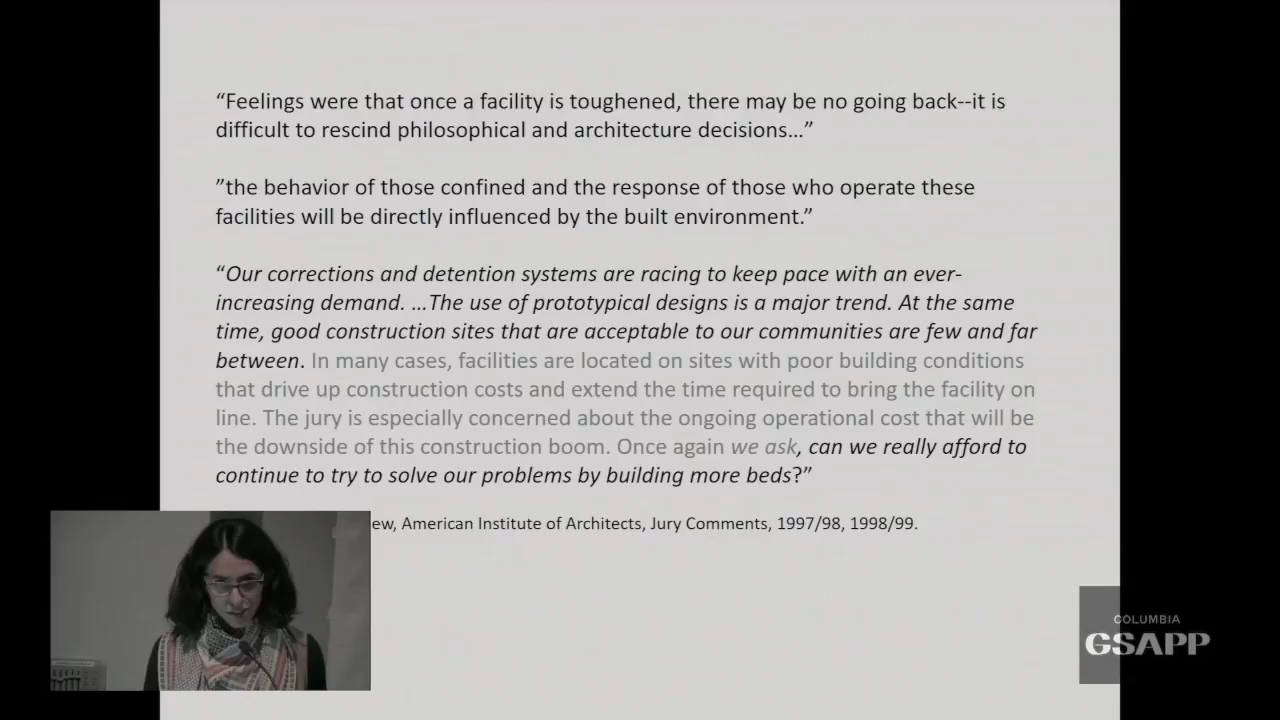 “Feelings were that once a facility is toughened, there may be no going back--it is
difficult to rescind philosophical and architecture decisions…”
”the behavior of those confined and the response of those who operate these
facilities will be directly influenced by the built environment.”
“Our corrections and detention systems are racing to keep pace with an ever-
increasing demand. …The use of prototypical designs is a major trend. At the same
time, good construction sites that are acceptable to our communities are few and far
between. In many cases, facilities are located on sites with poor building conditions
that drive up construction costs and extend the time required to bring the facility on
line. The jury is especially concerned about the ongoing operational cost that will be
the downside of this construction boom. Once again we ask, can we really afford to
continue to try to solve our problems by building more beds?”
ew, American Institute of Architects, Jury Comments, 1997/98, 1998/99.
COLUMBIA
GSAPP